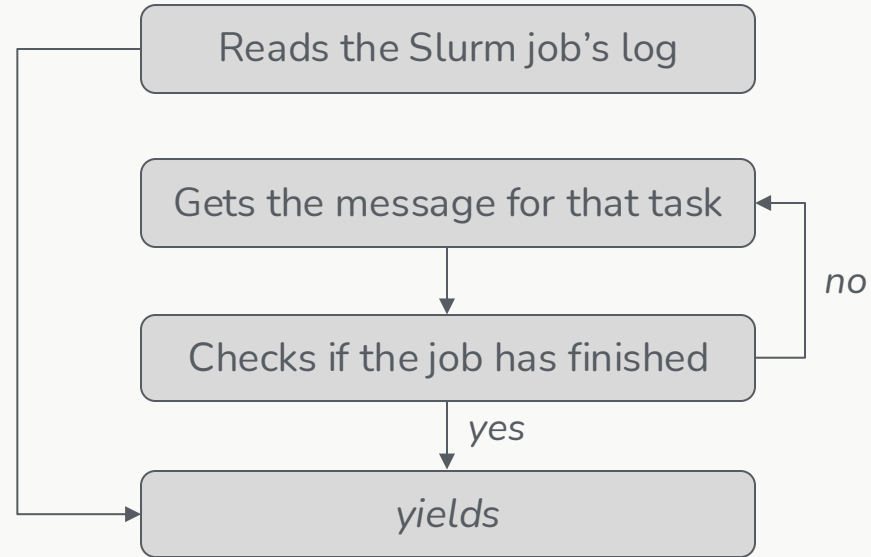 Reads the Slurm job’s log
Gets the message for that task
no
Checks if the job has finished
yes
yields